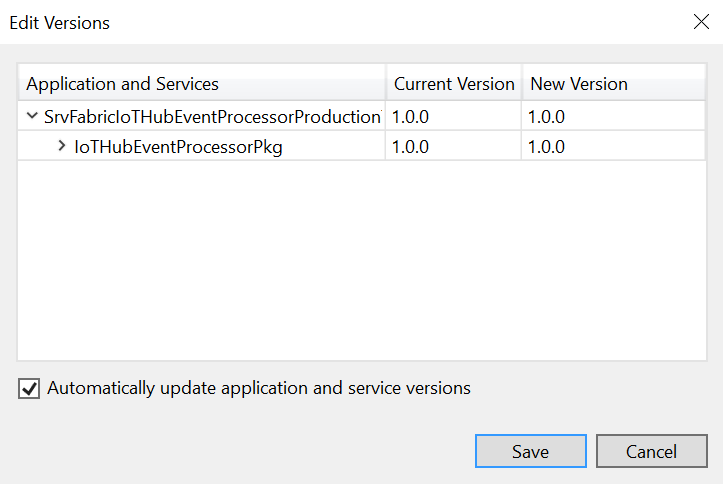 Edit Versions
Application and Services Current Version New Version
SrvFabricIoTHubEventProcessorProduction 1.0.0 1.0.0
IoTHubEventProcessorPkg 1.0.0 1.0.0
Automatically update application and service versions
Save Cancel